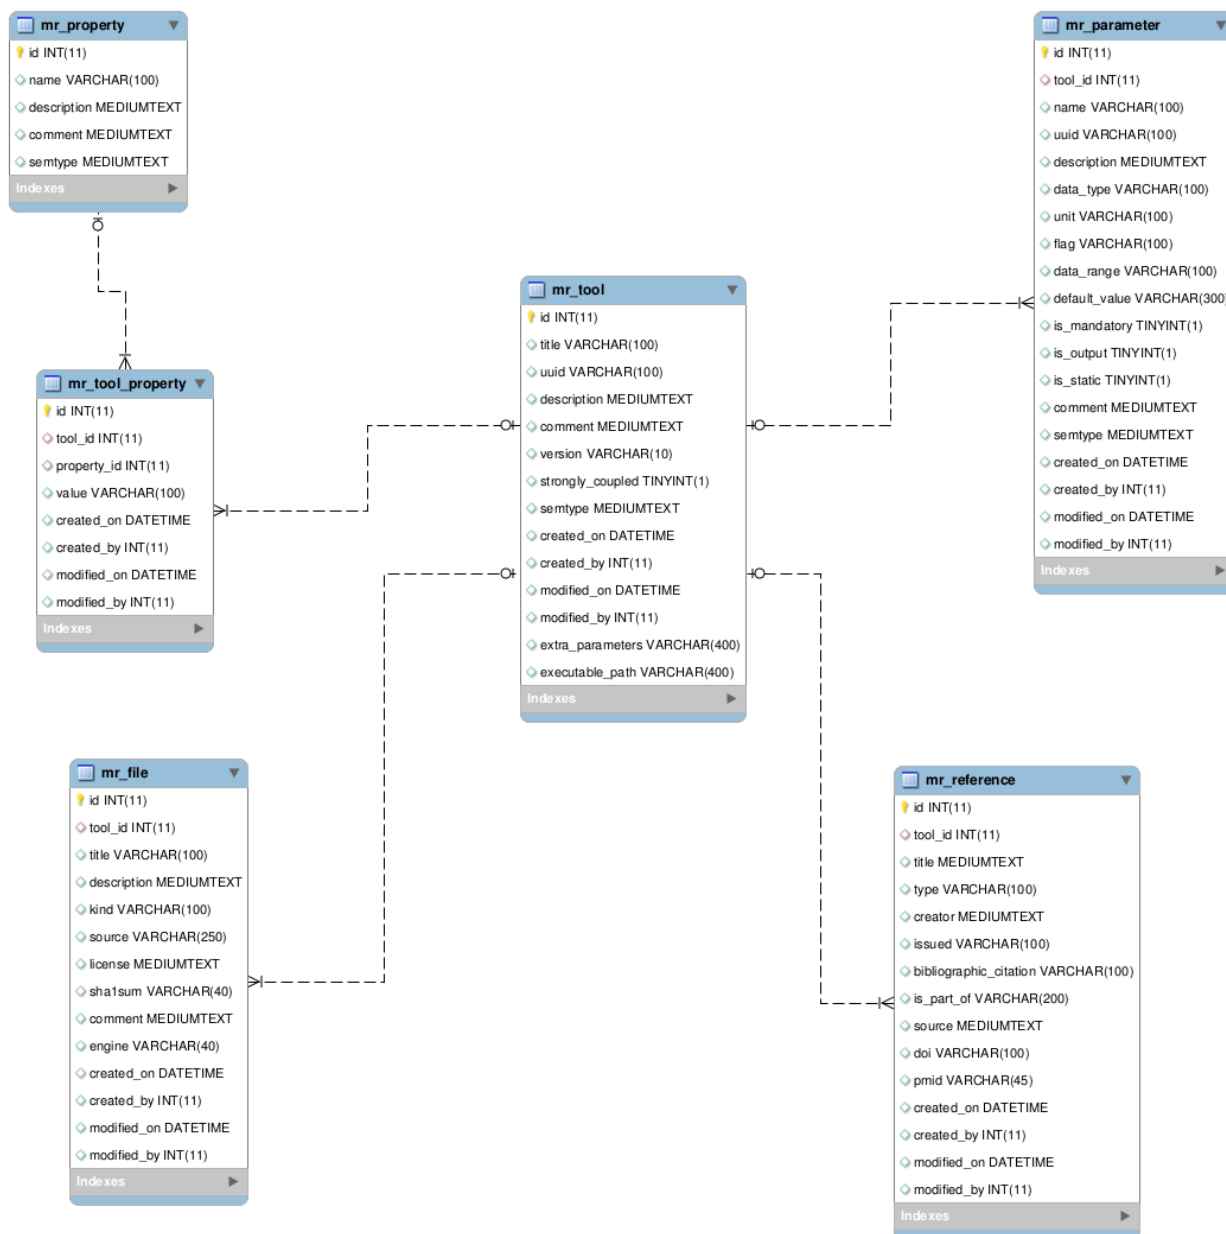 mr_property
id INT(11)
name VARCHAR(100)
description MEDIUMTEXT
comment MEDIUMTEXT
semtype MEDIUMTEXT
Indexes
mr_parameter
id INT(11)
tool_id INT(11)
name VARCHAR(100)
uuid VARCHAR(100)
description MEDIUMTEXT
data_type VARCHAR(100)
unit VARCHAR(100)
flag VARCHAR(100)
data_range VARCHAR(100)
default_value VARCHAR(300)
is_mandatory TINYINT(1)
is_output TINYINT(1)
is_static TINYINT(1)
comment MEDIUMTEXT
semtype MEDIUMTEXT
created_on DATETIME
created_by INT(11)
modified_on DATETIME
modified_by INT(11)
Indexes
mr_tool
id INT(11)
title VARCHAR(100)
uuid VARCHAR(100)
description MEDIUMTEXT
comment MEDIUMTEXT
version VARCHAR(10)
strongly_coupled TINYINT(1)
semtype MEDIUMTEXT
created_on DATETIME
created_by INT(11)
modified_on DATETIME
modified_by INT(11)
extra_parameters VARCHAR(400)
executable_path VARCHAR(400)
Indexes
mr_tool_property
id INT(11)
tool_id INT(11)
property_id INT(11)
value VARCHAR(100)
created_on DATETIME
created_by INT(11)
modified_on DATETIME
modified_by INT(11)
Indexes
mr_file
id INT(11)
tool_id INT(11)
title VARCHAR(100)
description MEDIUMTEXT
kind VARCHAR(100)
source VARCHAR(250)
license MEDIUMTEXT
sha1sum VARCHAR(40)
comment MEDIUMTEXT
engine VARCHAR(40)
created_on DATETIME
created_by INT(11)
modified_on DATETIME
modified_by INT(11)
Indexes
mr_reference
id INT(11)
tool_id INT(11)
title MEDIUMTEXT
type VARCHAR(100)
creator MEDIUMTEXT
issued VARCHAR(100)
bibliographic_citation VARCHAR(100)
is_part_of VARCHAR(200)
source MEDIUMTEXT
doi VARCHAR(100)
pmid VARCHAR(45)
created_on DATETIME
created_by INT(11)
modified_on DATETIME
modified_by INT(11)
Indexes